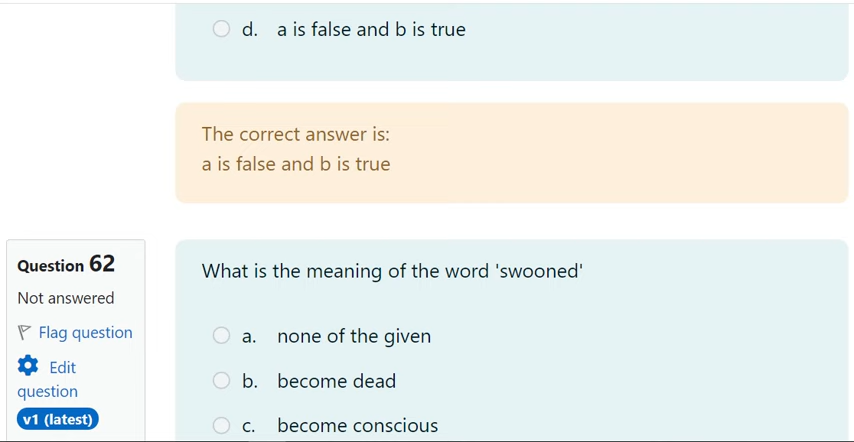 d. a is false and b is true
The correct answer is:
a is false and b is true
Question 62
Not answered
Flag question
Edit
question
v1 (latest)
What is the meaning of the word 'swooned'
a. none of the given
b. become dead
c. become conscious